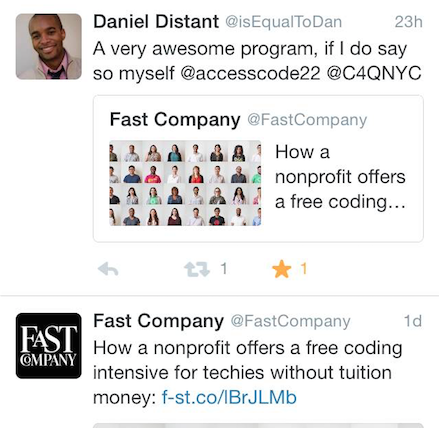 Daniel Distant @isEqualToDan 23h
A very awesome program, if I do say
so myself @accesscode22 @C4QNYC
Fast Company @FastCompany
How a
nonprofit offers
a free coding...
1
1
FAST
COMPANY
Fast Company @FastCompany 1d
How a nonprofit offers a free coding
intensive for techies without tuition
money: f-st.co/lBrJLMb